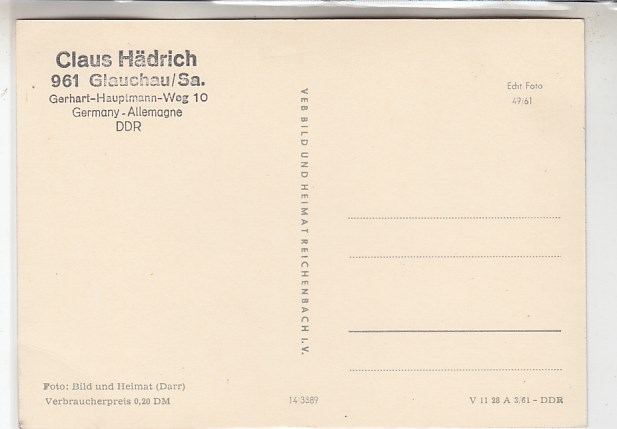 Claus Hädrich
961 Glauchau/Sa.
Gerhart-Hauptmann-Weg 10
Germany - Allemagne
DDR
VEB BILD UND HEIMAT REICHENBACH I. V.
Echt Foto
49/61
Foto: Bild und Heimat (Darr)
Verbraucherpreis 0,20 DM
14 3389
V 11 28 A 3/61 - DDR